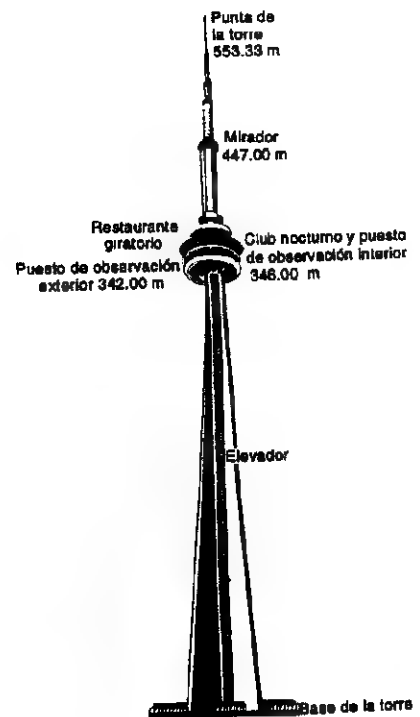 Punta de
la torre
553.33 m
Mirador
447.00 m
Restaurante
giratorio
Club nocturno y puesto
de observación interior
346.00 m
Puesto de observación
exterior 342.00 m
Elevador
Base de la torre